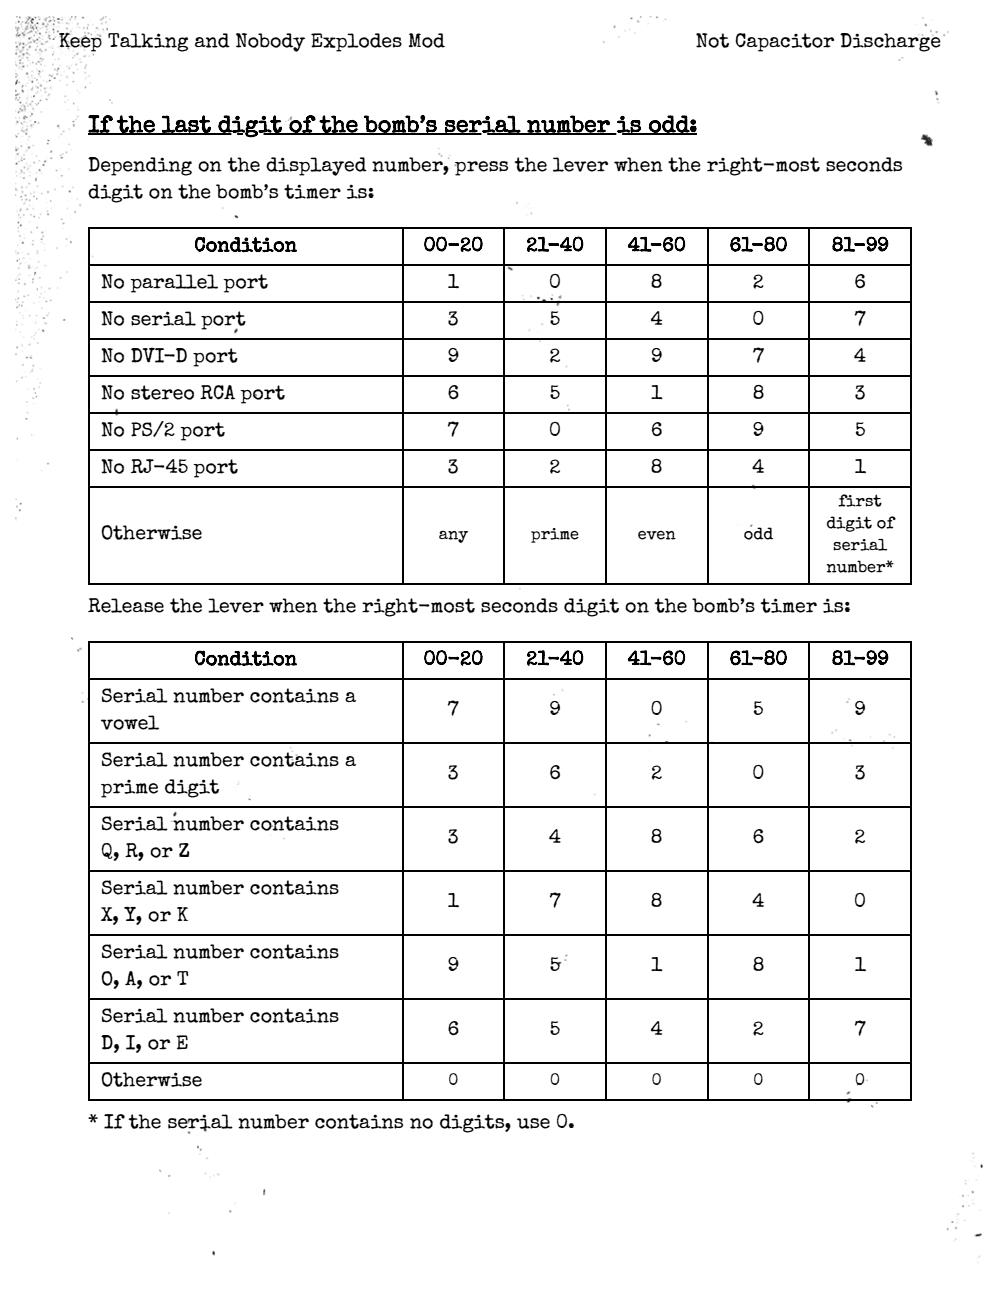 Keep Talking and Nobody Explodes Mod Not Capacitor Discharge
If the last digit of the bomb's serial number is odd:
Depending on the displayed number, press the lever when the right-most seconds
digit on the bomb's timer is:
Condition 00-20 21-40 41-60 61-80 81-99
No parallel port 1 0 8 2 6
No serial port 3 5 4 0 7
No DVI-D port 9 2 9 7 4
No stereo RCA port 6 5 1 8 3
No PS/2 port 7 0 6 9 5
No RJ-45 port 3 2 8 4 1
Otherwise any prime even odd first
digit of
serial
number*
Release the lever when the right-most seconds digit on the bomb's timer is:
Condition 00-20 21-40 41-60 61-80 81-99
Serial number contains a
vowel 7 9 0 5 9
Serial number contains a
prime digit 3 6 2 0 3
Serial number contains
Q, R, or Z 3 4 8 6 2
Serial number contains
X, Y, or K 1 7 8 4 0
Serial number contains
O, A, or T 9 5 1 8 1
Serial number contains
D, I, or E 6 5 4 2 7
Otherwise 0 0 0 0 0
* If the serial number contains no digits, use 0.